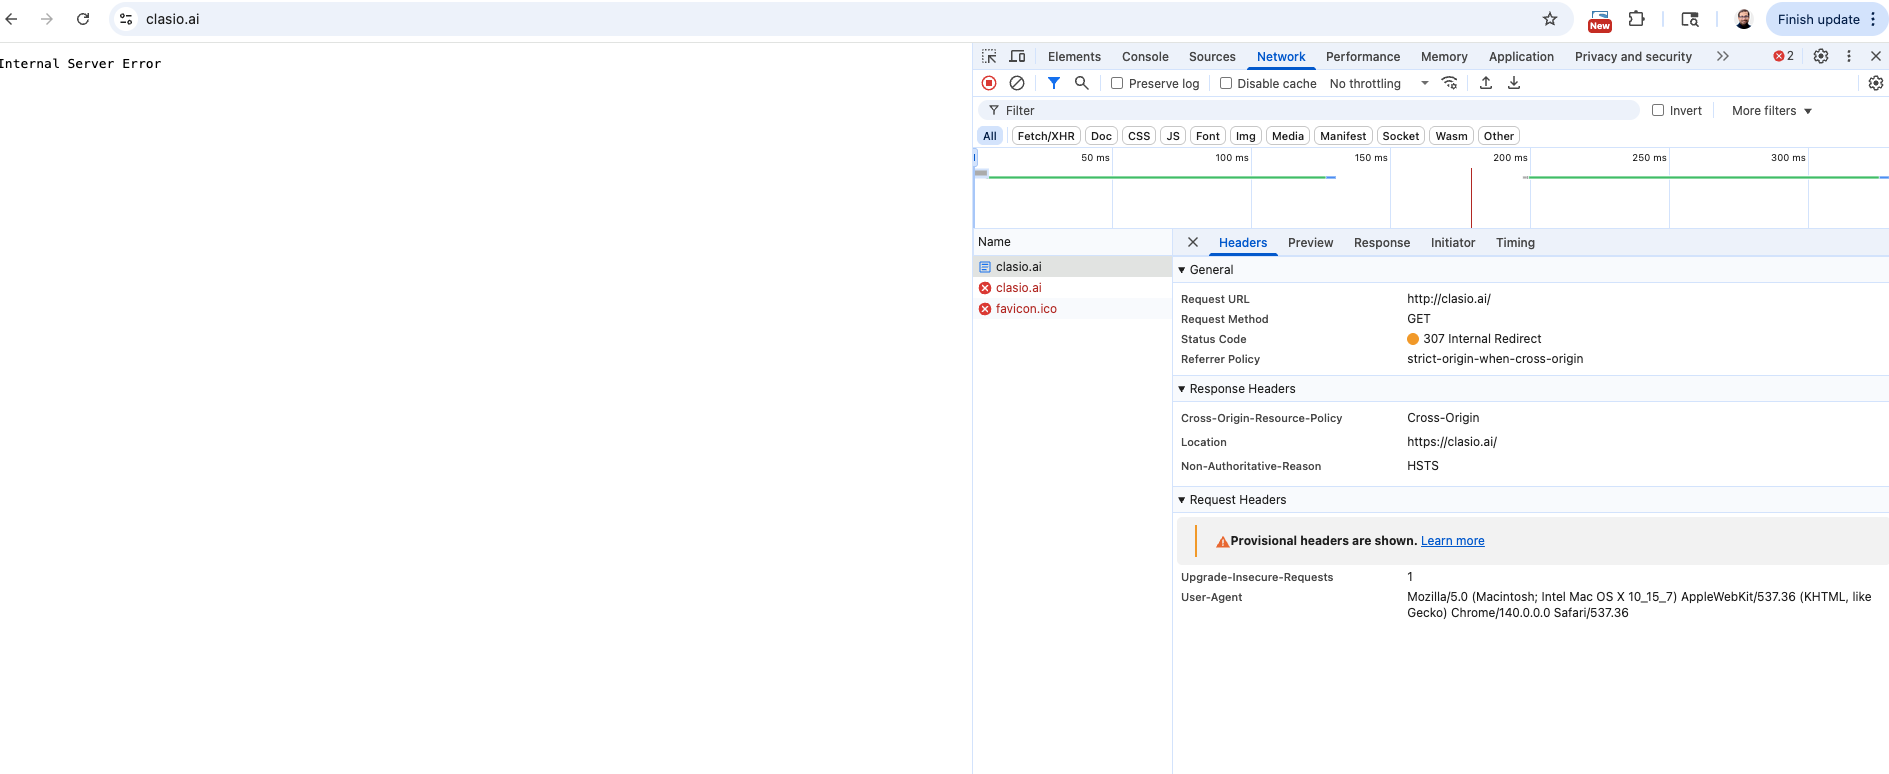 clasio.ai
New
Finish update
Internal Server Error
Elements Console Sources Network Performance Memory Application Privacy and security 2
Preserve log Disable cache No throttling
Filter Invert More filters
All Fetch/XHR Doc CSS JS Font Img Media Manifest Socket Wasm Other
50 ms 100 ms 150 ms 200 ms 250 ms 300 ms
Name
clasio.ai
clasio.ai
favicon.ico
Headers Preview Response Initiator Timing
General
Request URL http://clasio.ai/
Request Method GET
Status Code 307 Internal Redirect
Referrer Policy strict-origin-when-cross-origin
Response Headers
Cross-Origin-Resource-Policy Cross-Origin
Location https://clasio.ai/
Non-Authoritative-Reason HSTS
Request Headers
Provisional headers are shown. Learn more
Upgrade-Insecure-Requests 1
User-Agent Mozilla/5.0 (Macintosh; Intel Mac OS X 10_15_7) AppleWebKit/537.36 (KHTML, like
Gecko) Chrome/140.0.0.0 Safari/537.36